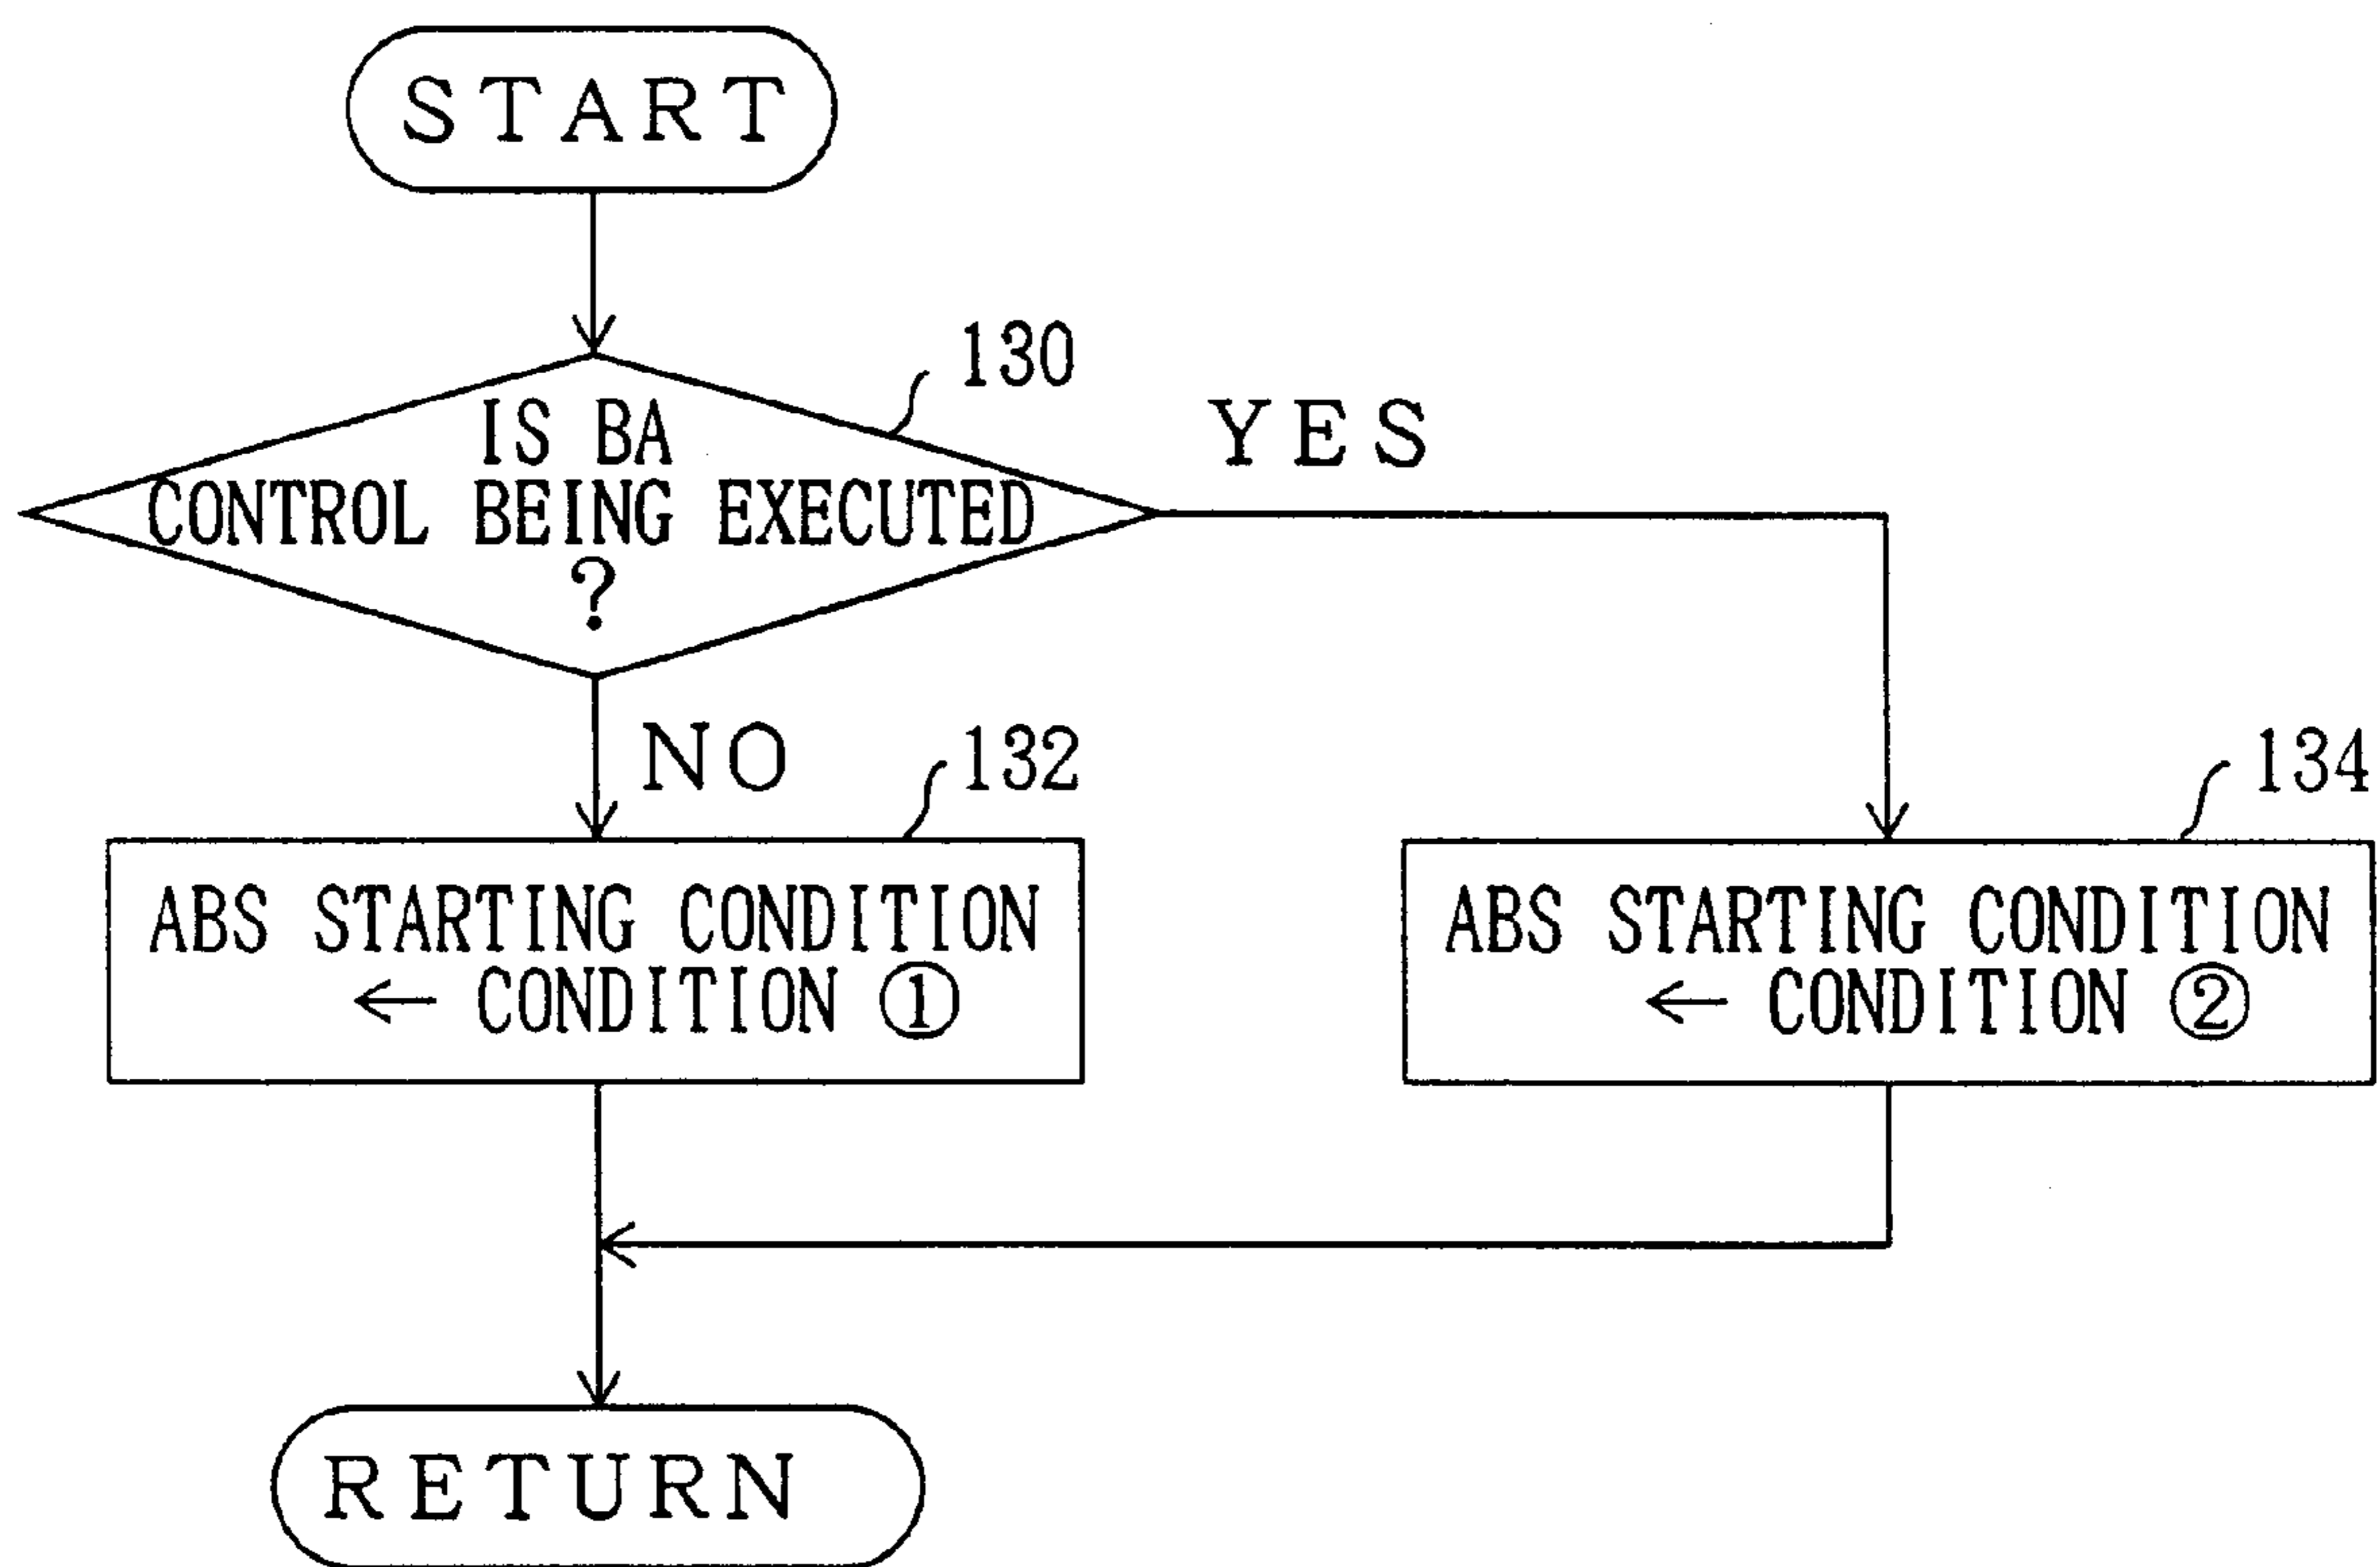 START
130
IS BA
CONTROL BEING EXECUTED
?
YES
NO
132
134
ABS STARTING CONDITION
← CONDITION ①
ABS STARTING CONDITION
← CONDITION ②
RETURN